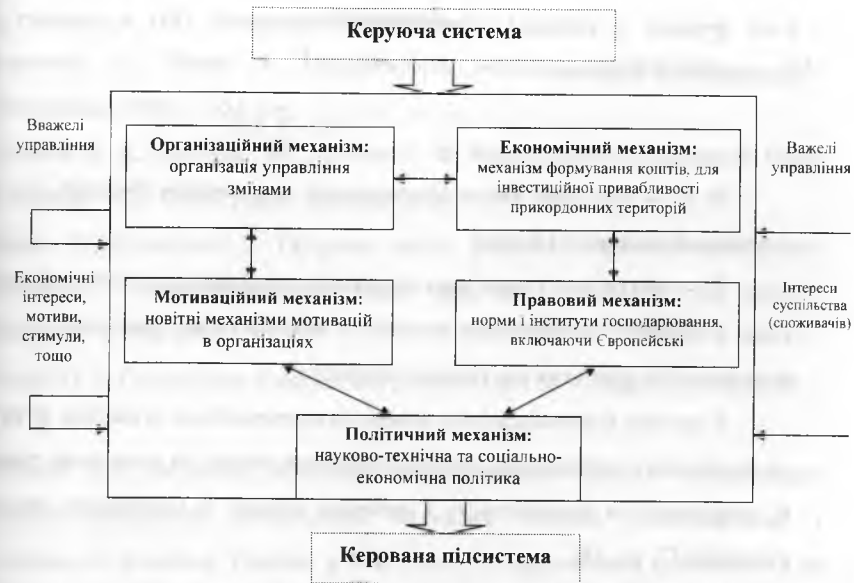 Керуюча система
Вважелі
управління
Організаційний механізм:
організація управління
змінами
Економічний механізм:
механізм формування коштів, для
інвестиційної привабливості
прикордонних територій
Важелі
управління
Економічні
інтереси,
мотиви,
стимули,
тощо
Мотиваційний механізм:
новітні механізми мотивацій
в організаціях
Правовий механізм:
норми і інститути господарювання,
включаючи Європейські
Інтереси
суспільства
(споживачів)
Політичний механізм:
науково-технічна та соціально-
економічна політика
Керована підсистема